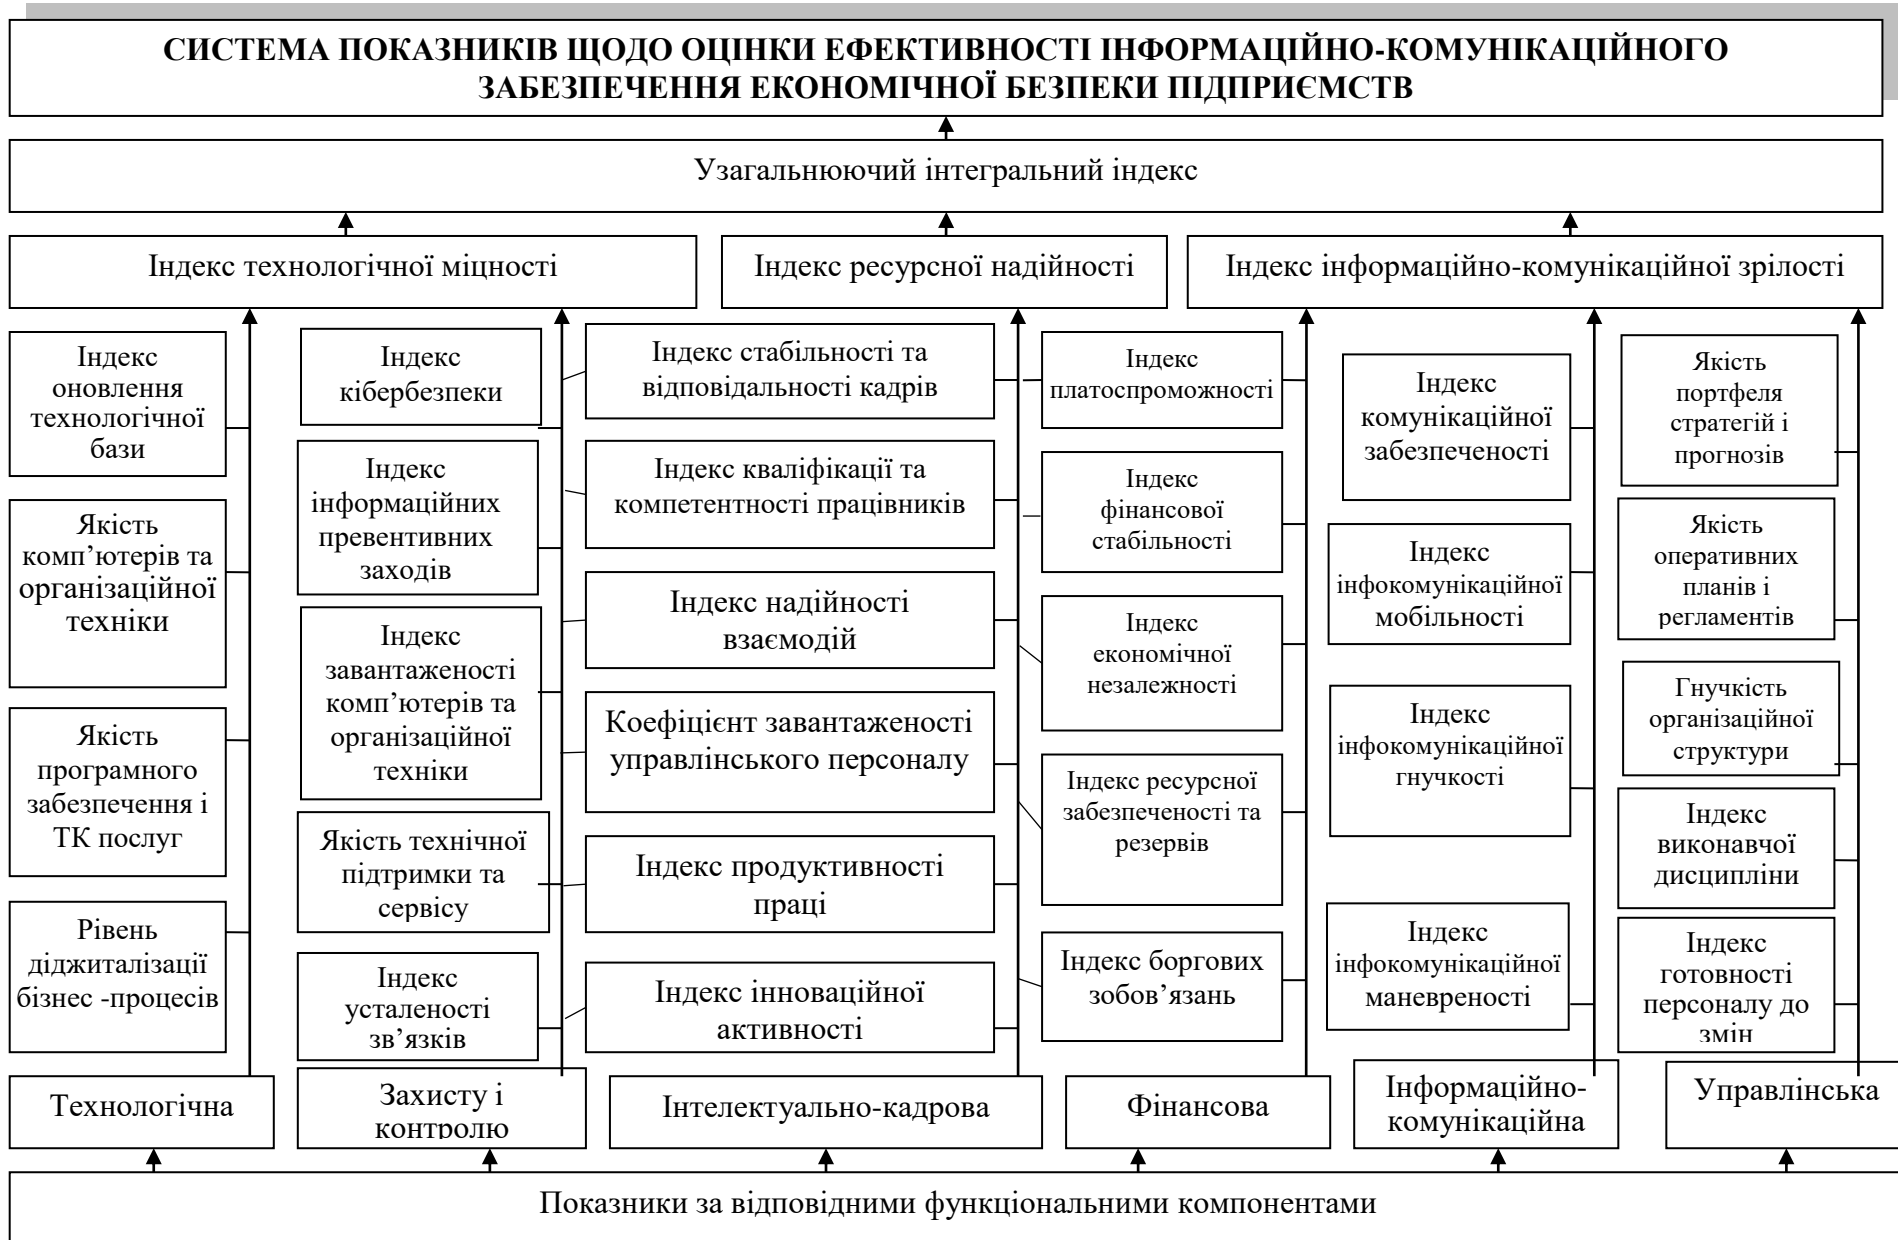 СИСТЕМА ПОКАЗНИКІВ ЩОДО ОЦІНКИ ЕФЕКТИВНОСТІ ІНФОРМАЦІЙНО-КОМУНІКАЦІЙНОГО
ЗАБЕЗПЕЧЕННЯ ЕКОНОМІЧНОЇ БЕЗПЕКИ ПІДПРИЄМСТВ
Узагальнюючий інтегральний індекс
Індекс технологічної міцності
Індекс ресурсної надійності
Індекс інформаційно-комунікаційної зрілості
Індекс
оновлення
технологічної
бази
Якість
комп’ютерів та
організаційної
техніки
Якість
програмного
забезпечення і
ТК послуг
Рівень
діджиталізації
бізнес -процесів
Індекс
кібербезпеки
Індекс
інформаційних
превентивних
заходів
Індекс
завантаженості
комп’ютерів та
організаційної
техніки
Якість технічної
підтримки та
сервісу
Індекс
усталеності
зв’язків
Індекс стабільності та
відповідальності кадрів
Індекс кваліфікації та
компетентності працівників
Індекс надійності
взаємодій
Коефіцієнт завантаженості
управлінського персоналу
Індекс продуктивності
праці
Індекс інноваційної
активності
Індекс
платоспроможності
Індекс
фінансової
стабільності
Індекс
економічної
незалежності
Індекс ресурсної
забезпеченості та
резервів
Індекс боргових
зобов’язань
Індекс
комунікаційної
забезпеченості
Індекс
інфокомунікаційної
мобільності
Індекс
інфокомунікаційної
гнучкості
Індекс
інфокомунікаційної
маневреності
Якість
портфеля
стратегій і
прогнозів
Якість
оперативних
планів і
регламентів
Гнучкість
організаційної
структури
Індекс
виконавчої
дисципліни
Індекс
готовності
персоналу до
змін
Технологічна
Захисту і
контролю
Інтелектуально-кадрова
Фінансова
Інформаційно-
комунікаційна
Управлінська
Показники за відповідними функціональними компонентами